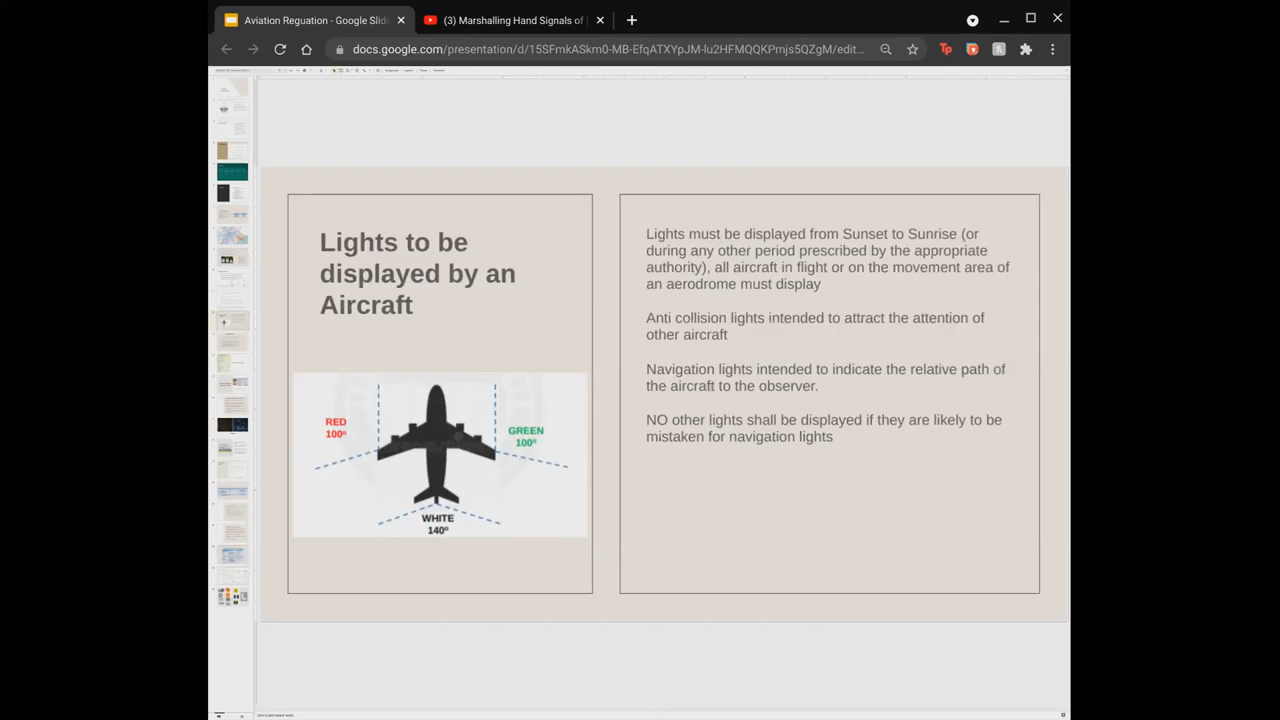 Aviation Reguation - Google Slid
(3) Marshalling Hand Signals of
docs.google.com/presentation/d/15SFmkASkm0-MB-EfqATXYpJM-lu2HFMQQKPmjs5QZgM/edit...
Lights to be
displayed by an
Aircraft
RED
100º
GREEN
100º
WHITE
140º
Lights must be displayed from Sunset to Sunrise (or
during any other period prescribed by the appropriate
authority), all aircraft in flight or on the movement area of
an aerodrome must display
Anti collision lights intended to attract the attention of
other aircraft
Navigation lights intended to indicate the relative path of
the aircraft to the observer.
NO Other lights shall be displayed if they are likely to be
mistaken for navigation lights